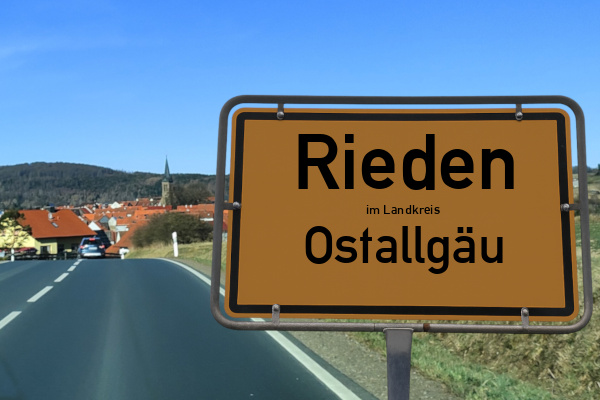 Rieden
im Landkreis
Ostallgäu